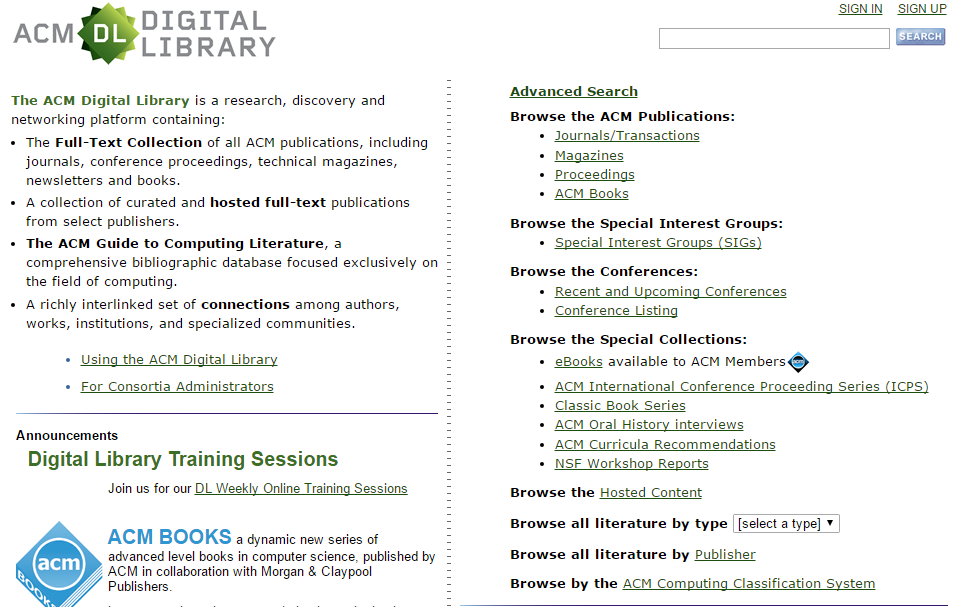 SIGN IN SIGN UP
ACM DL DIGITAL LIBRARY
SEARCH
The ACM Digital Library is a research, discovery and
networking platform containing:
• The Full-Text Collection of all ACM publications, including
journals, conference proceedings, technical magazines,
newsletters and books.
• A collection of curated and hosted full-text publications
from select publishers.
• The ACM Guide to Computing Literature, a
comprehensive bibliographic database focused exclusively on
the field of computing.
• A richly interlinked set of connections among authors,
works, institutions, and specialized communities.
• Using the ACM Digital Library
• For Consortia Administrators
Announcements
Digital Library Training Sessions
Join us for our DL Weekly Online Training Sessions
acm
BOOKS
ACM BOOKS a dynamic new series of
advanced level books in computer science, published by
ACM in collaboration with Morgan & Claypool
Publishers.
Advanced Search
Browse the ACM Publications:
• Journals/Transactions
• Magazines
• Proceedings
• ACM Books
Browse the Special Interest Groups:
• Special Interest Groups (SIGs)
Browse the Conferences:
• Recent and Upcoming Conferences
• Conference Listing
Browse the Special Collections:
• eBooks available to ACM Members acm
• ACM International Conference Proceeding Series (ICPS)
• Classic Book Series
• ACM Oral History interviews
• ACM Curricula Recommendations
• NSF Workshop Reports
Browse the Hosted Content
Browse all literature by type [select a type]
Browse all literature by Publisher
Browse by the ACM Computing Classification System